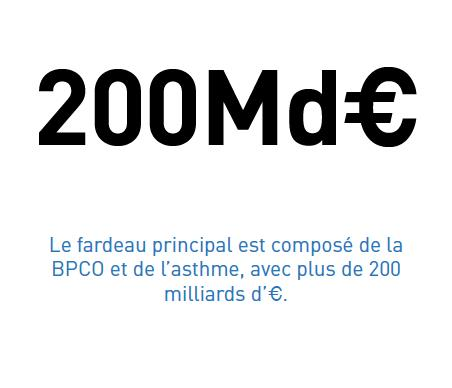 200Md€
Le fardeau principal est composé de la
BPCO et de l'asthme, avec plus de 200
milliards d'€.